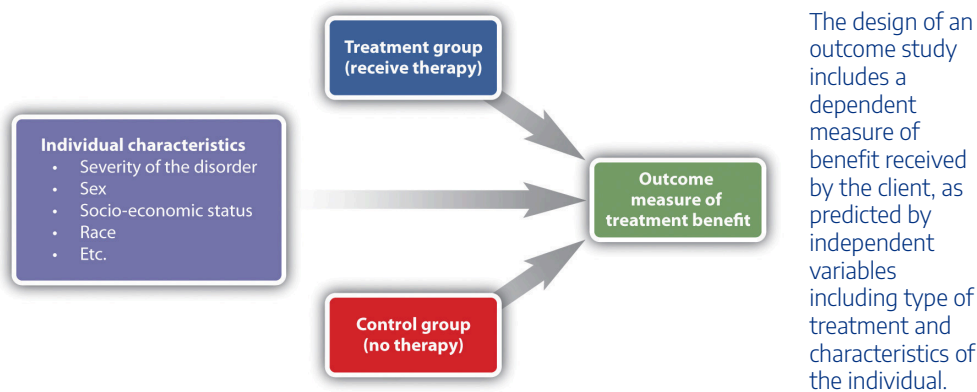 Treatment group
(receive therapy)
Individual characteristics
• Severity of the disorder
• Sex
• Socio-economic status
• Race
• Etc.
Outcome
measure of
treatment benefit
Control group
(no therapy)
The design of an
outcome study
includes a
dependent
measure of
benefit received
by the client, as
predicted by
independent
variables
including type of
treatment and
characteristics of
the individual.